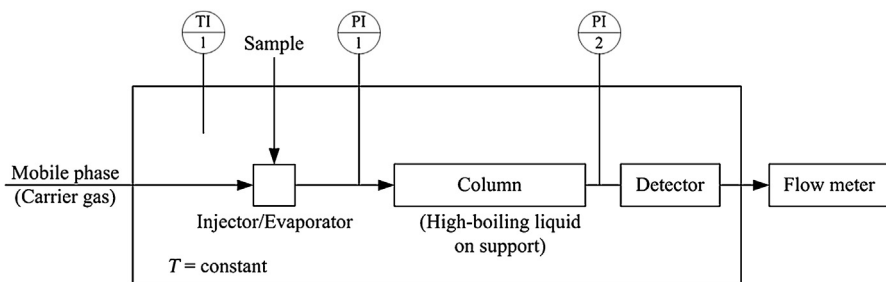 TI
1
Sample
PI
1
PI
2
Mobile phase
(Carrier gas)
Injector/Evaporator
Column
(High-boiling liquid
on support)
Detector
Flow meter
T = constant